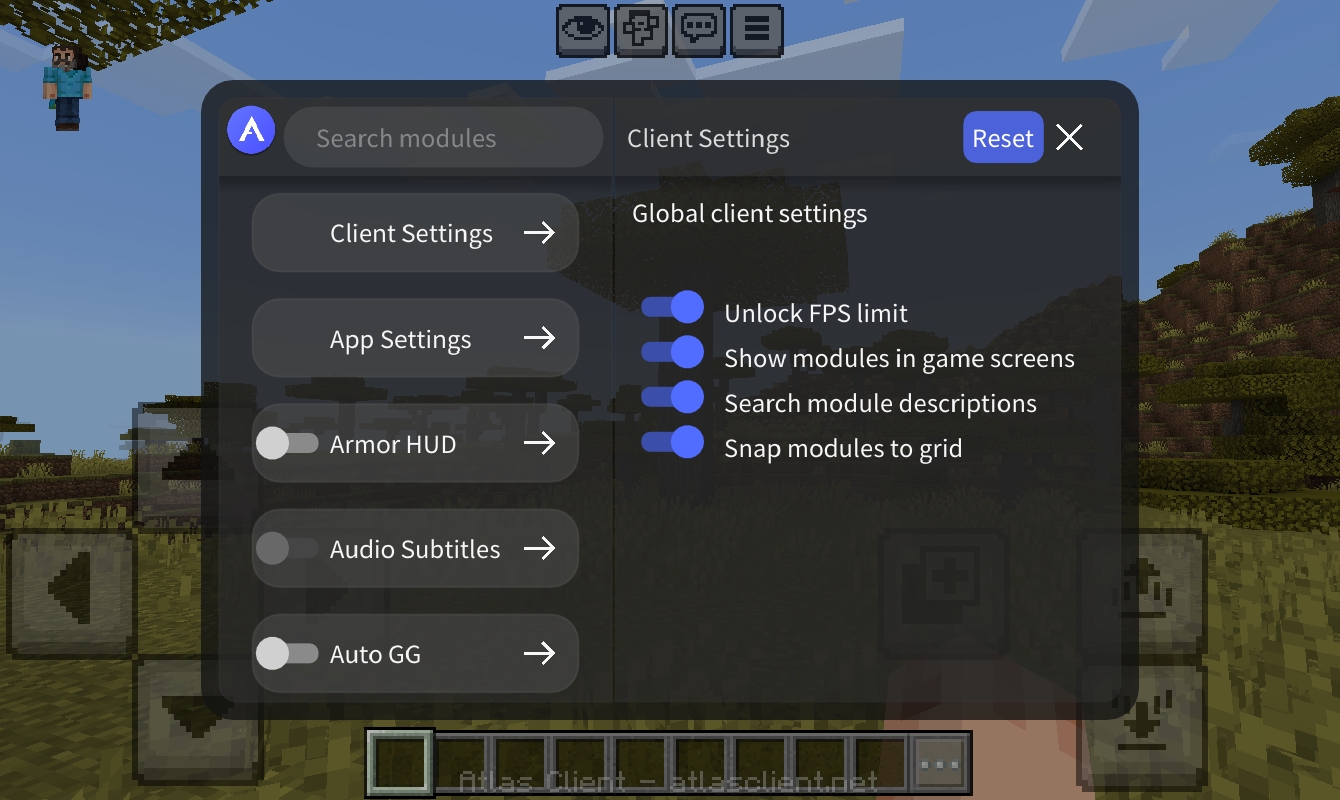 Search modules
Client Settings
Reset
Client Settings
App Settings
Armor HUD
Audio Subtitles
Auto GG
Global client settings
Unlock FPS limit
Show modules in game screens
Search module descriptions
Snap modules to grid
Atlas Client – atlasclient.net